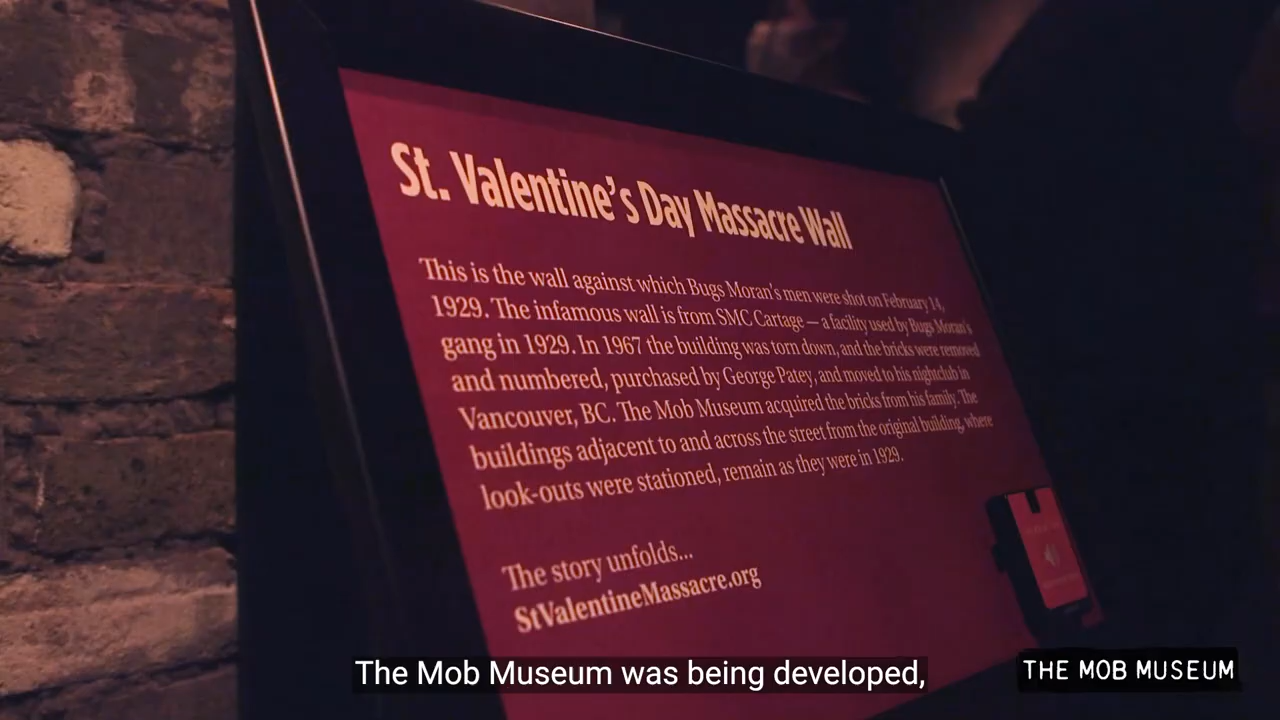 St. Valentine's Day Massacre Wall
This is the wall against which Bugs Moran's men were shot on February 14,
1929. The infamous wall is from SMC Cartage — a facility used by Bugs Moran's
gang in 1929. In 1967 the building was torn down, and the bricks were removed
and numbered, purchased by George Patey, and moved to his nightclub in
Vancouver, BC. The Mob Museum acquired the bricks from his family. The
buildings adjacent to and across the street from the original building, where
look-outs were stationed, remain as they were in 1929.
The story unfolds...
StValentineMassacre.org
The Mob Museum was being developed,
THE MOB MUSEUM